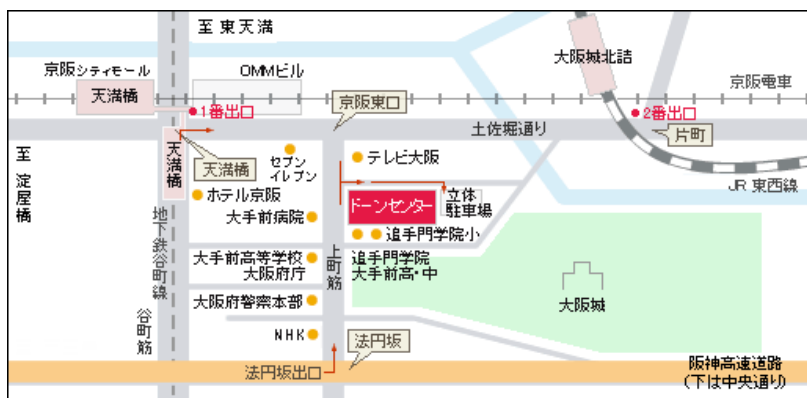 至 東天満
大阪城北詰
京阪シティモール
OMMビル
京阪電車
天満橋
1番出口
京阪東口
2番出口
土佐堀通り
片町
至 淀屋橋
天満橋
天満橋
セブン
イレブン
テレビ大阪
JR 東西線
ホテル京阪
ドーンセンター
立体
駐車場
大手前病院
追手門学院小
地下鉄谷町線
大手前高等学校
大阪府庁
上町筋
追手門学院
大手前高・中
大阪城
大阪府警察本部
谷町筋
NHK
法円坂
法円坂出口
阪神高速道路
(下は中央通り)